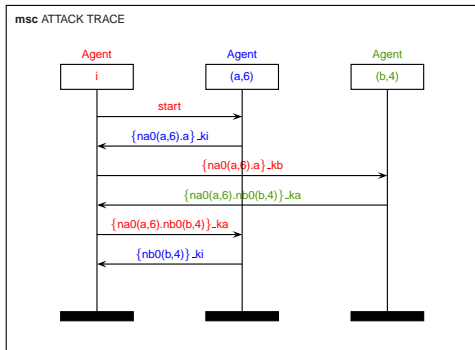 msc ATTACK TRACE
Agent Agent Agent
i (a,6) (b,4)
start
{na0(a,6).a}_ki
{na0(a,6).a}_kb
{na0(a,6).nb0(b,4)}_ka
{na0(a,6).nb0(b,4)}_ka
{nb0(b,4)}_ki